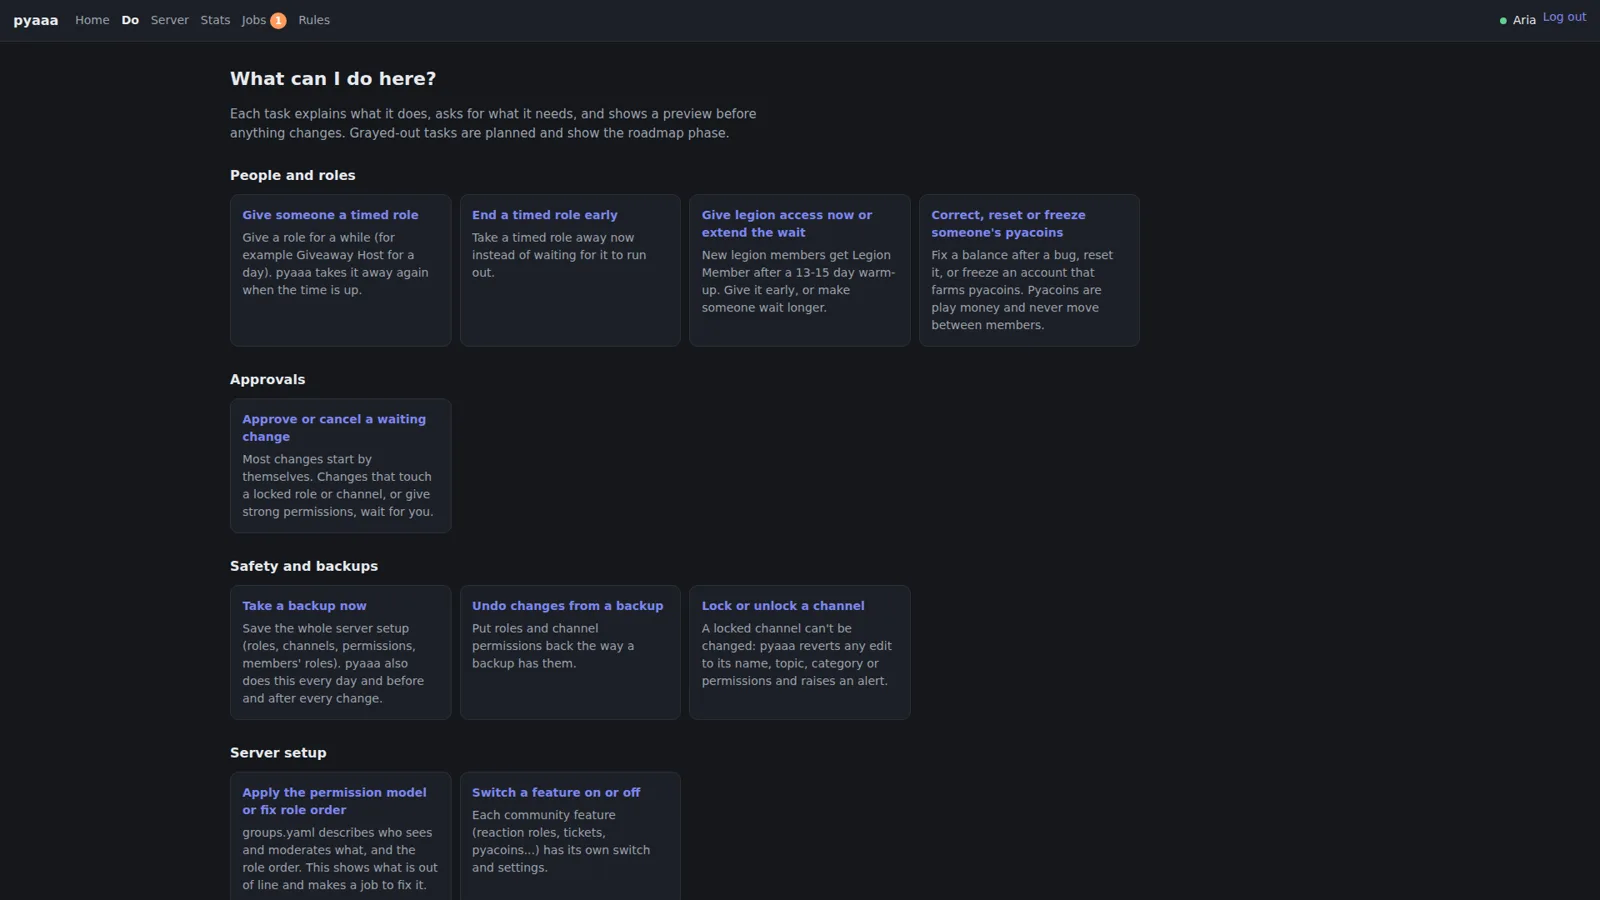 pyaaa Home Do Server Stats Jobs 1 Rules Aria Log out
What can I do here?
Each task explains what it does, asks for what it needs, and shows a preview before
anything changes. Grayed-out tasks are planned and show the roadmap phase.
People and roles
Give someone a timed role
Give a role for a while (for
example Giveaway Host for a
day). pyaaa takes it away again
when the time is up.
End a timed role early
Take a timed role away now
instead of waiting for it to run
out.
Give legion access now or
extend the wait
New legion members get Legion
Member after a 13-15 day warm-
up. Give it early, or make
someone wait longer.
Correct, reset or freeze
someone's pyacoins
Fix a balance after a bug, reset
it, or freeze an account that
farms pyacoins. Pyacoins are
play money and never move
between members.
Approvals
Approve or cancel a waiting
change
Most changes start by
themselves. Changes that touch
a locked role or channel, or give
strong permissions, wait for you.
Safety and backups
Take a backup now
Save the whole server setup
(roles, channels, permissions,
members' roles). pyaaa also
does this every day and before
and after every change.
Undo changes from a backup
Put roles and channel
permissions back the way a
backup has them.
Lock or unlock a channel
A locked channel can't be
changed: pyaaa reverts any edit
to its name, topic, category or
permissions and raises an alert.
Server setup
Apply the permission model
or fix role order
groups.yaml describes who sees
and moderates what, and the
role order. This shows what is out
of line and makes a job to fix it.
Switch a feature on or off
Each community feature
(reaction roles, tickets,
pyacoins...) has its own switch
and settings.